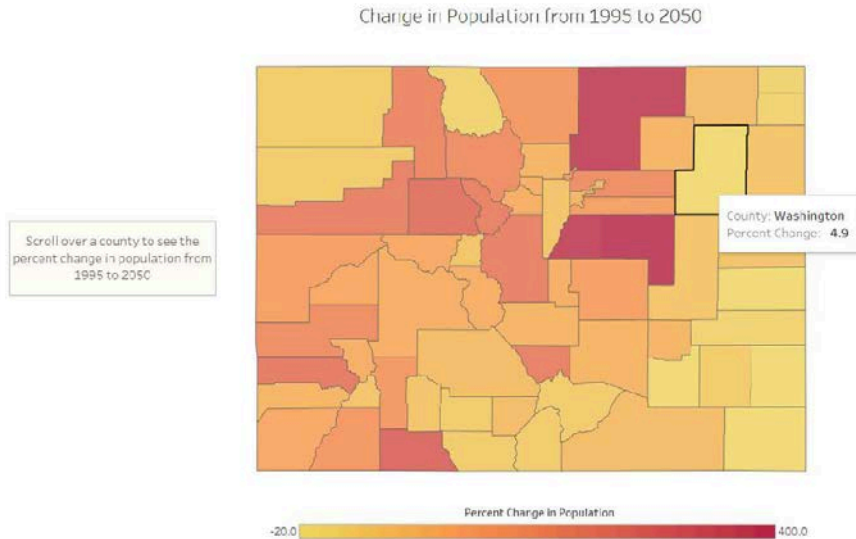 Change in Population from 1995 to 2050
County: Washington
Percent Change: 4.9
Scroll over a county to see the
percent change in population from
1995 to 2050
Percent Change in Population
-20.0
400.0